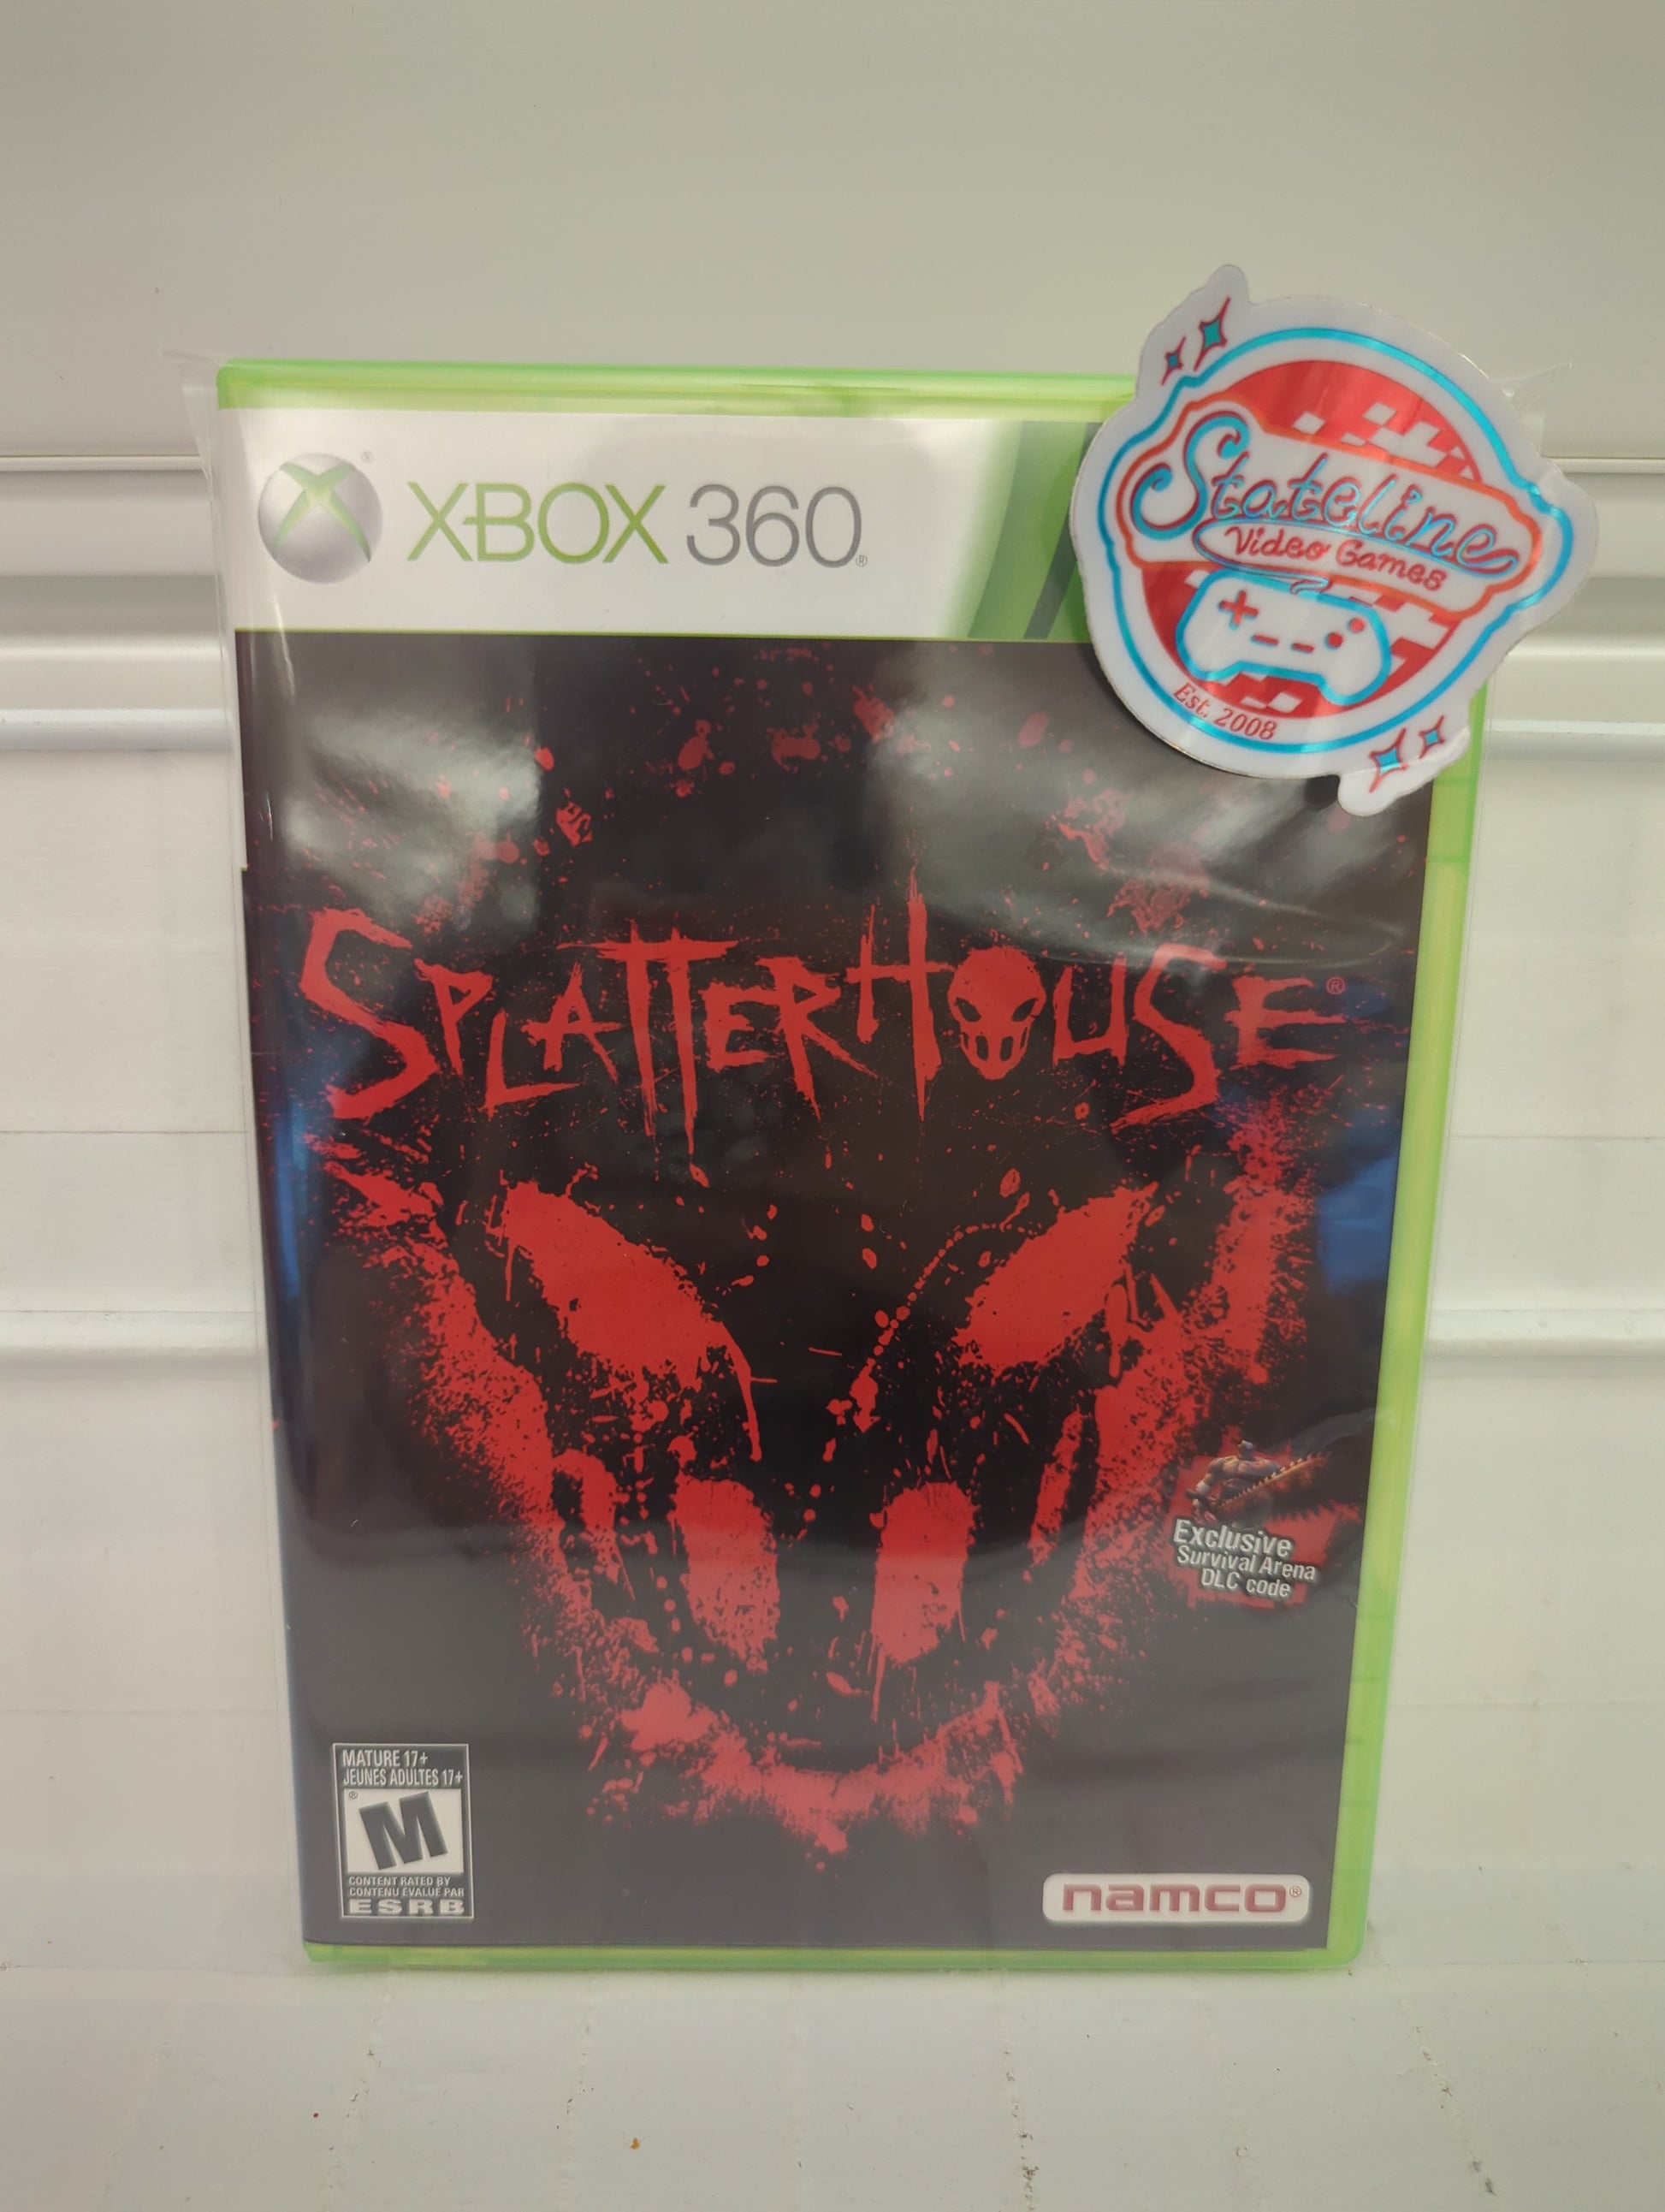 XBOX 360®
Stateline
Video Games
Est. 2008
SPLATTERHOUSE®
Exclusive
Survival Arena
DLC code
MATURE 17+
JEUNES ADULTES 17+
M
CONTENT RATED BY
CONTENU ÉVALUÉ PAR
ESRB
namco®